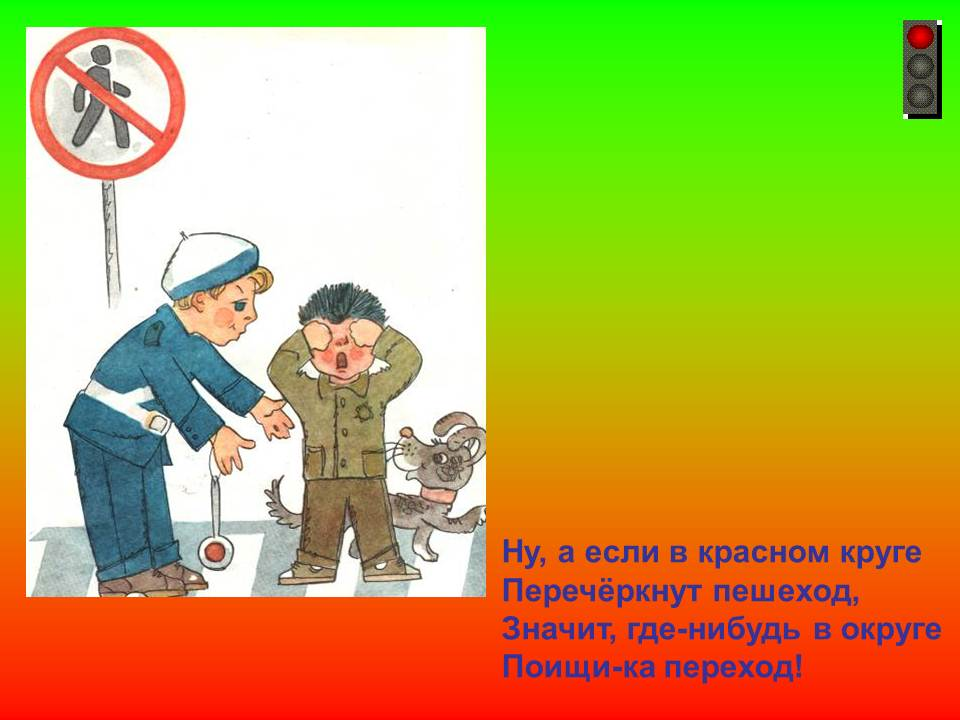 Ну, а если в красном круге
Перечёркнут пешеход,
Значит, где-нибудь в округе
Поищи-ка переход!